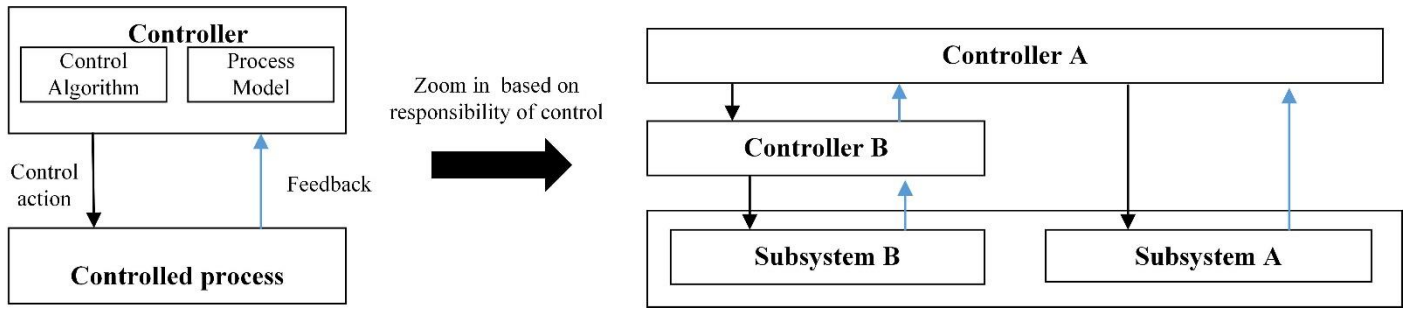 Controller
Control
Algorithm
Process
Model
Control
action
Feedback
Controlled process
Zoom in based on
responsibility of control
Controller A
Controller B
Subsystem B
Subsystem A